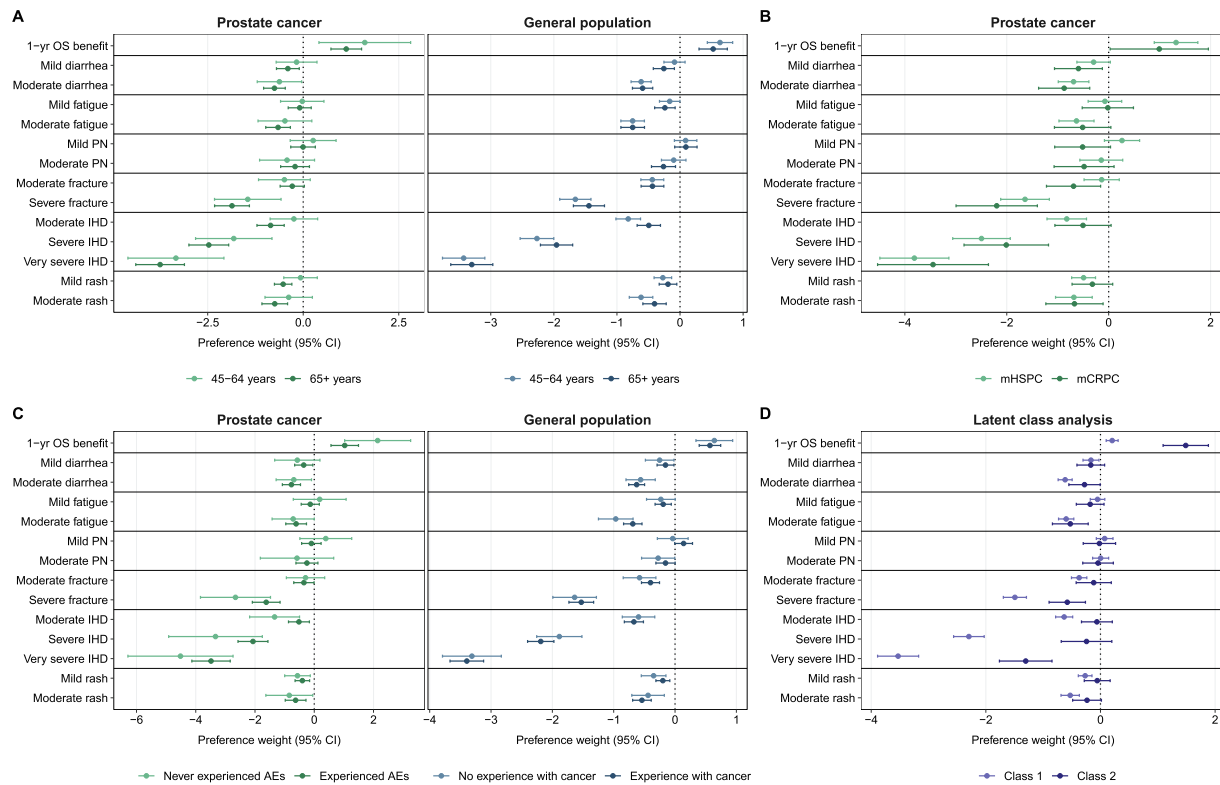 A
Prostate cancer
General population
1−yr OS benefit
Mild diarrhea
Moderate diarrhea
Mild fatigue
Moderate fatigue
Mild PN
Moderate PN
Moderate fracture
Severe fracture
Moderate IHD
Severe IHD
Very severe IHD
Mild rash
Moderate rash
−2.5 0.0 2.5
−3 −2 −1 0 1
Preference weight (95% CI)
Preference weight (95% CI)
45−64 years 65+ years
45−64 years 65+ years
B
Prostate cancer
1−yr OS benefit
Mild diarrhea
Moderate diarrhea
Mild fatigue
Moderate fatigue
Mild PN
Moderate PN
Moderate fracture
Severe fracture
Moderate IHD
Severe IHD
Very severe IHD
Mild rash
Moderate rash
−4 −2 0 2
Preference weight (95% CI)
mHSPC mCRPC
C
Prostate cancer
General population
1−yr OS benefit
Mild diarrhea
Moderate diarrhea
Mild fatigue
Moderate fatigue
Mild PN
Moderate PN
Moderate fracture
Severe fracture
Moderate IHD
Severe IHD
Very severe IHD
Mild rash
Moderate rash
−6 −4 −2 0 2
−4 −3 −2 −1 0 1
Preference weight (95% CI)
Preference weight (95% CI)
Never experienced AEs Experienced AEs
No experience with cancer Experience with cancer
D
Latent class analysis
1−yr OS benefit
Mild diarrhea
Moderate diarrhea
Mild fatigue
Moderate fatigue
Mild PN
Moderate PN
Moderate fracture
Severe fracture
Moderate IHD
Severe IHD
Very severe IHD
Mild rash
Moderate rash
−4 −2 0 2
Preference weight (95% CI)
Class 1 Class 2